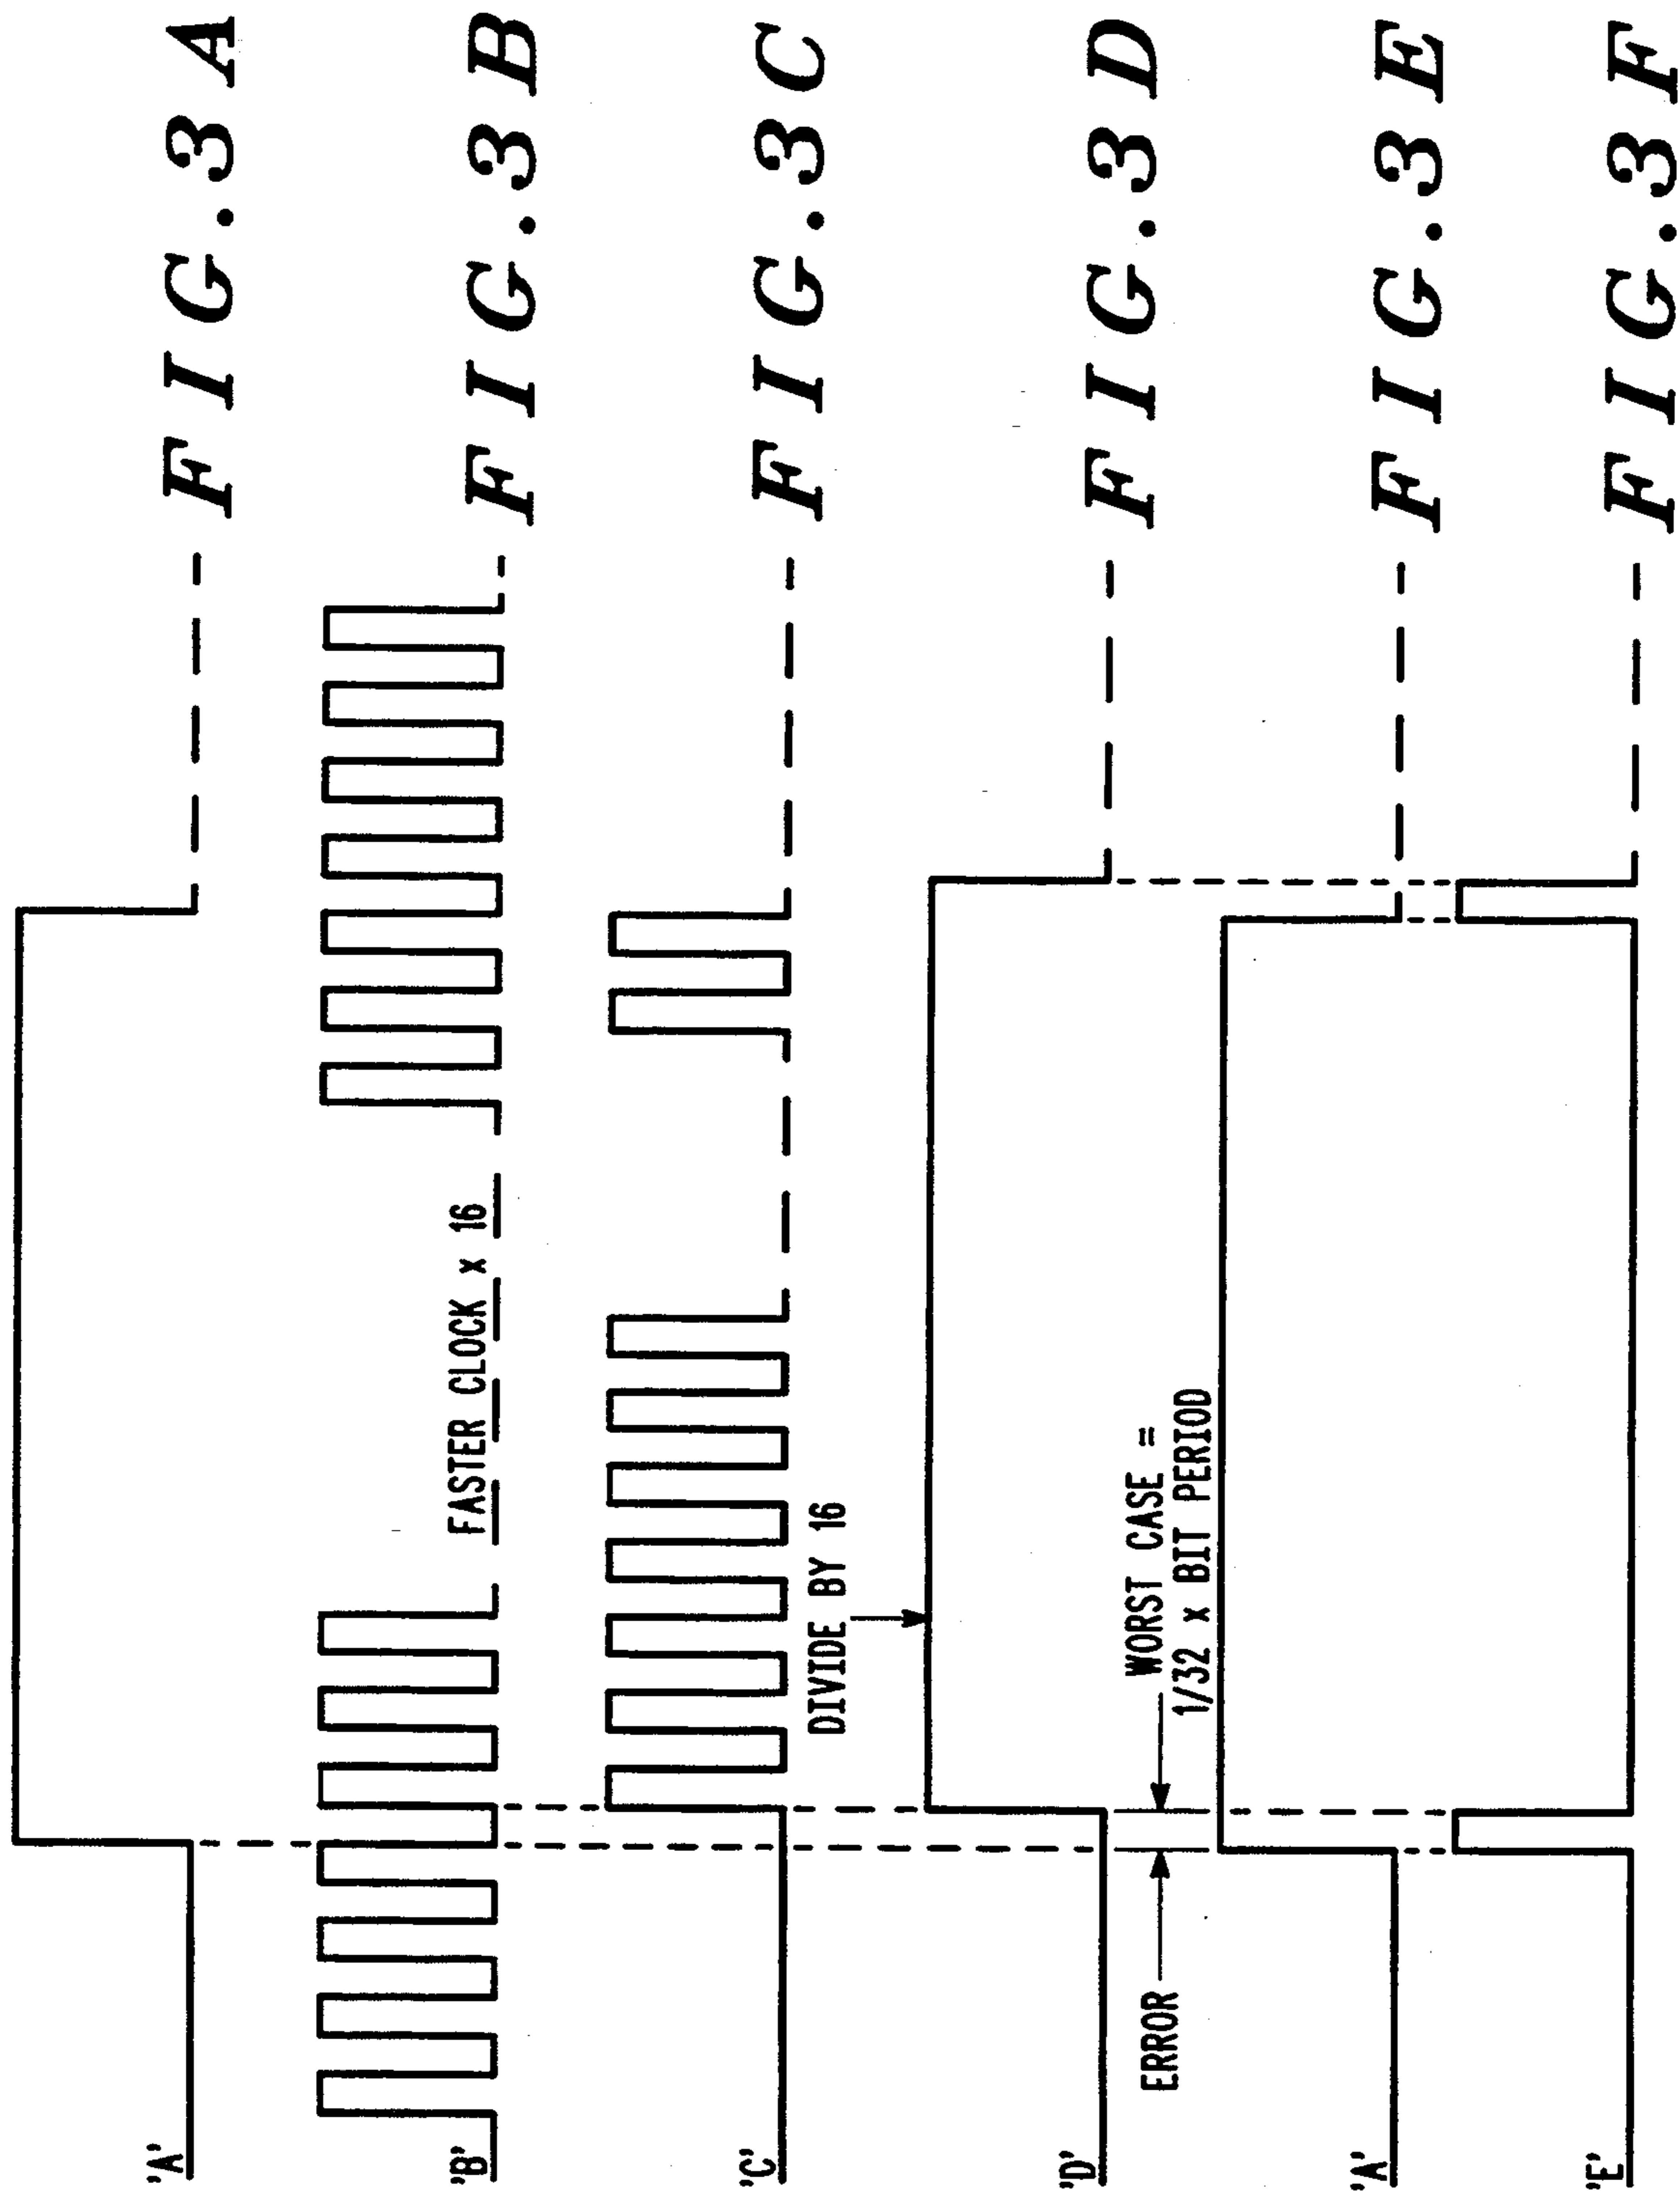 'A'
FIG.3A
'B'
FASTER CLOCK x 16
FIG.3B
'C'
FIG.3C
DIVIDE BY 16
'D'
FIG.3D
ERROR
WORST CASE =
1/32 x BIT PERIOD
'A'
FIG.3E
'E'
FIG.3F